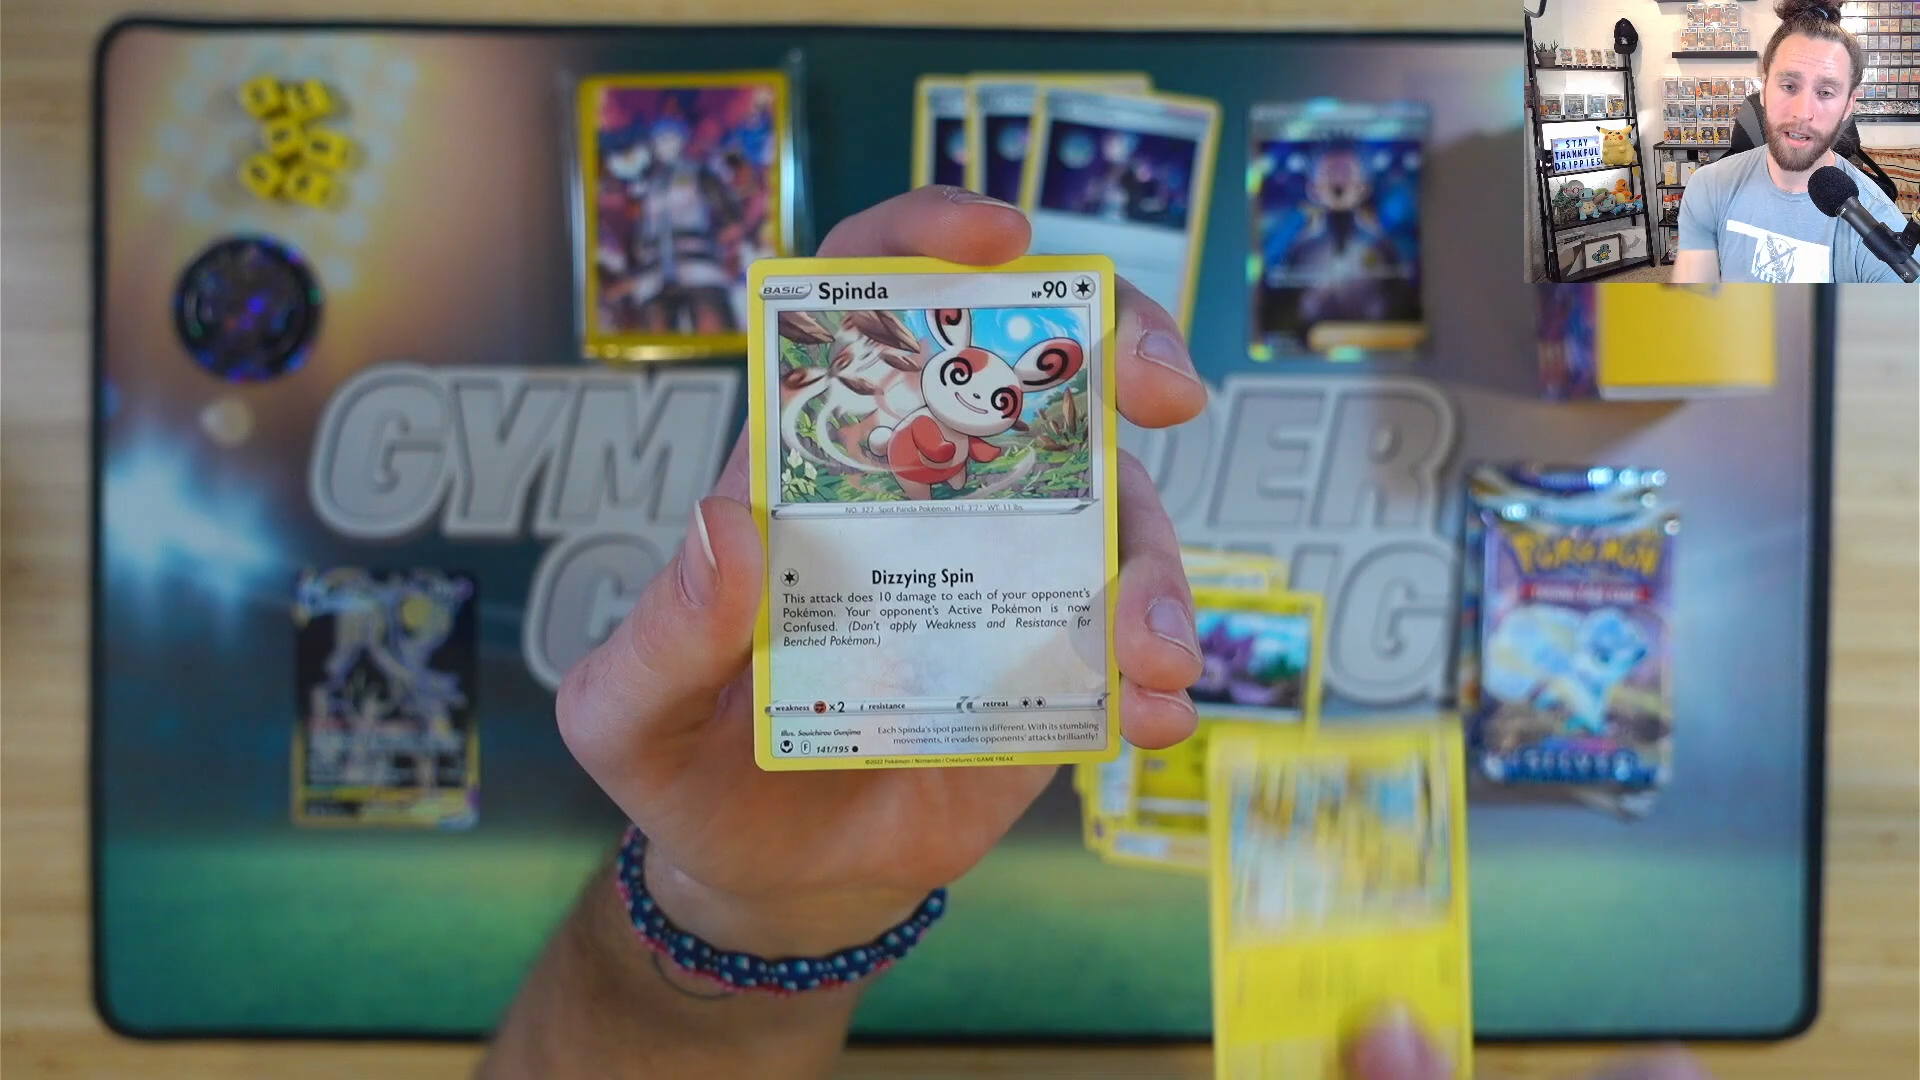 STAY
THANKFUL
DRIPPIES
BASIC Spinda HP 90
NO. 327 Spot Panda Pokémon HT: 3'7" WT: 11 lbs.
Dizzying Spin
This attack does 10 damage to each of your opponent's
Pokémon. Your opponent's Active Pokémon is now
Confused. (Don't apply Weakness and Resistance for
Benched Pokémon.)
weakness ×2 resistance retreat
Illus. Souichirou Gunjima
Each Spinda's spot pattern is different. With its stumbling
movements, it evades opponents' attacks brilliantly!
F 141/195
©2022 Pokémon / Nintendo / Creatures / GAME FREAK
GYM
POKÉMON
SILVER